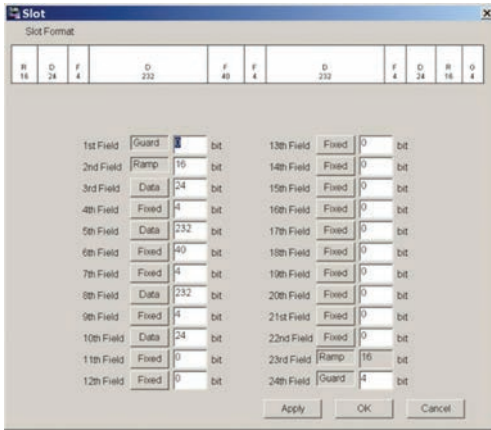 Slot
Slot Format
R D F D F F D F D R G
16 24 4 232 40 4 232 4 24 16 4
1st Field Guard 0 bit 13th Field Fixed 0 bit
2nd Field Ramp 16 bit 14th Field Fixed 0 bit
3rd Field Data 24 bit 15th Field Fixed 0 bit
4th Field Fixed 4 bit 16th Field Fixed 0 bit
5th Field Data 232 bit 17th Field Fixed 0 bit
6th Field Fixed 40 bit 18th Field Fixed 0 bit
7th Field Fixed 4 bit 19th Field Fixed 0 bit
8th Field Data 232 bit 20th Field Fixed 0 bit
9th Field Fixed 4 bit 21st Field Fixed 0 bit
10th Field Data 24 bit 22nd Field Fixed 0 bit
11th Field Fixed 0 bit 23rd Field Ramp 16 bit
12th Field Fixed 0 bit 24th Field Guard 4 bit
Apply OK Cancel